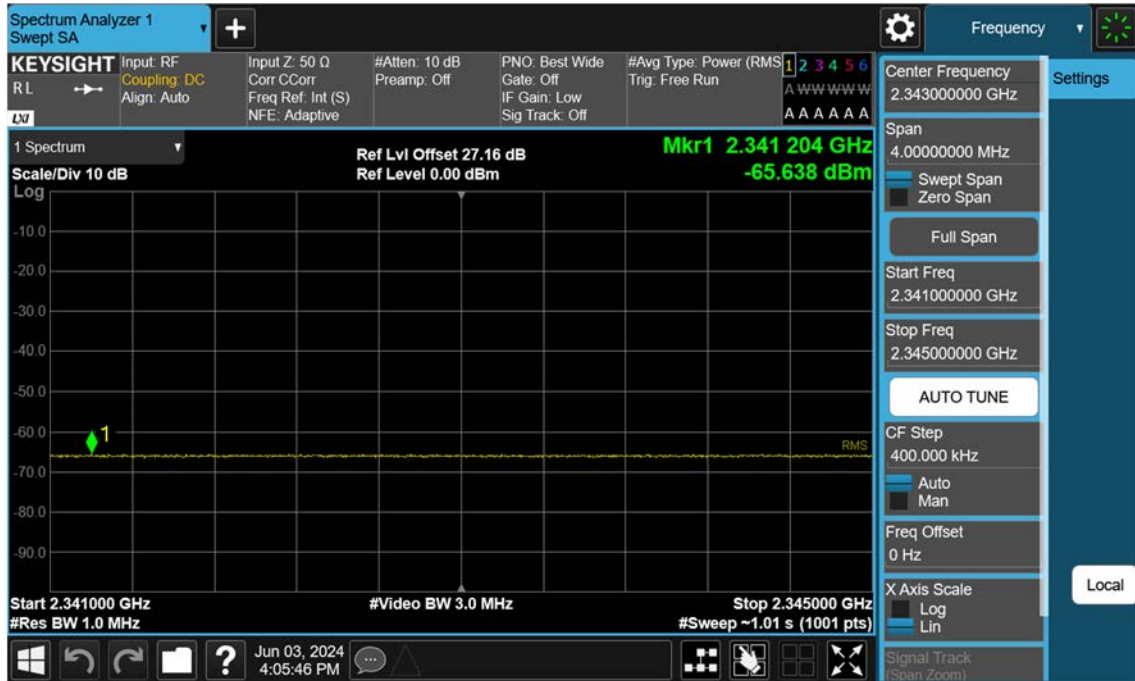 Spectrum Analyzer 1
Swept SA
+
Frequency
KEYSIGHT
R L
LXI
Input: RF
Coupling: DC
Align: Auto
Input Z: 50 Ω
Corr CCorr
Freq Ref: Int (S)
NFE: Adaptive
#Atten: 10 dB
Preamp: Off
PNO: Best Wide
Gate: Off
IF Gain: Low
Sig Track: Off
#Avg Type: Power (RMS
Trig: Free Run
1 2 3 4 5 6
A W W W W W
A A A A A A
1 Spectrum
Scale/Div 10 dB
Ref Lvl Offset 27.16 dB
Ref Level 0.00 dBm
Mkr1 2.341 204 GHz
-65.638 dBm
Log
-10.0
-20.0
-30.0
-40.0
-50.0
-60.0
-70.0
-80.0
-90.0
1
RMS
Start 2.341000 GHz
#Res BW 1.0 MHz
#Video BW 3.0 MHz
Stop 2.345000 GHz
#Sweep ~1.01 s (1001 pts)
?
Jun 03, 2024
4:05:46 PM
Center Frequency
2.343000000 GHz
Span
4.00000000 MHz
Swept Span
Zero Span
Full Span
Start Freq
2.341000000 GHz
Stop Freq
2.345000000 GHz
AUTO TUNE
CF Step
400.000 kHz
Auto
Man
Freq Offset
0 Hz
X Axis Scale
Log
Lin
Signal Track
(Span Zoom)
Settings
Local